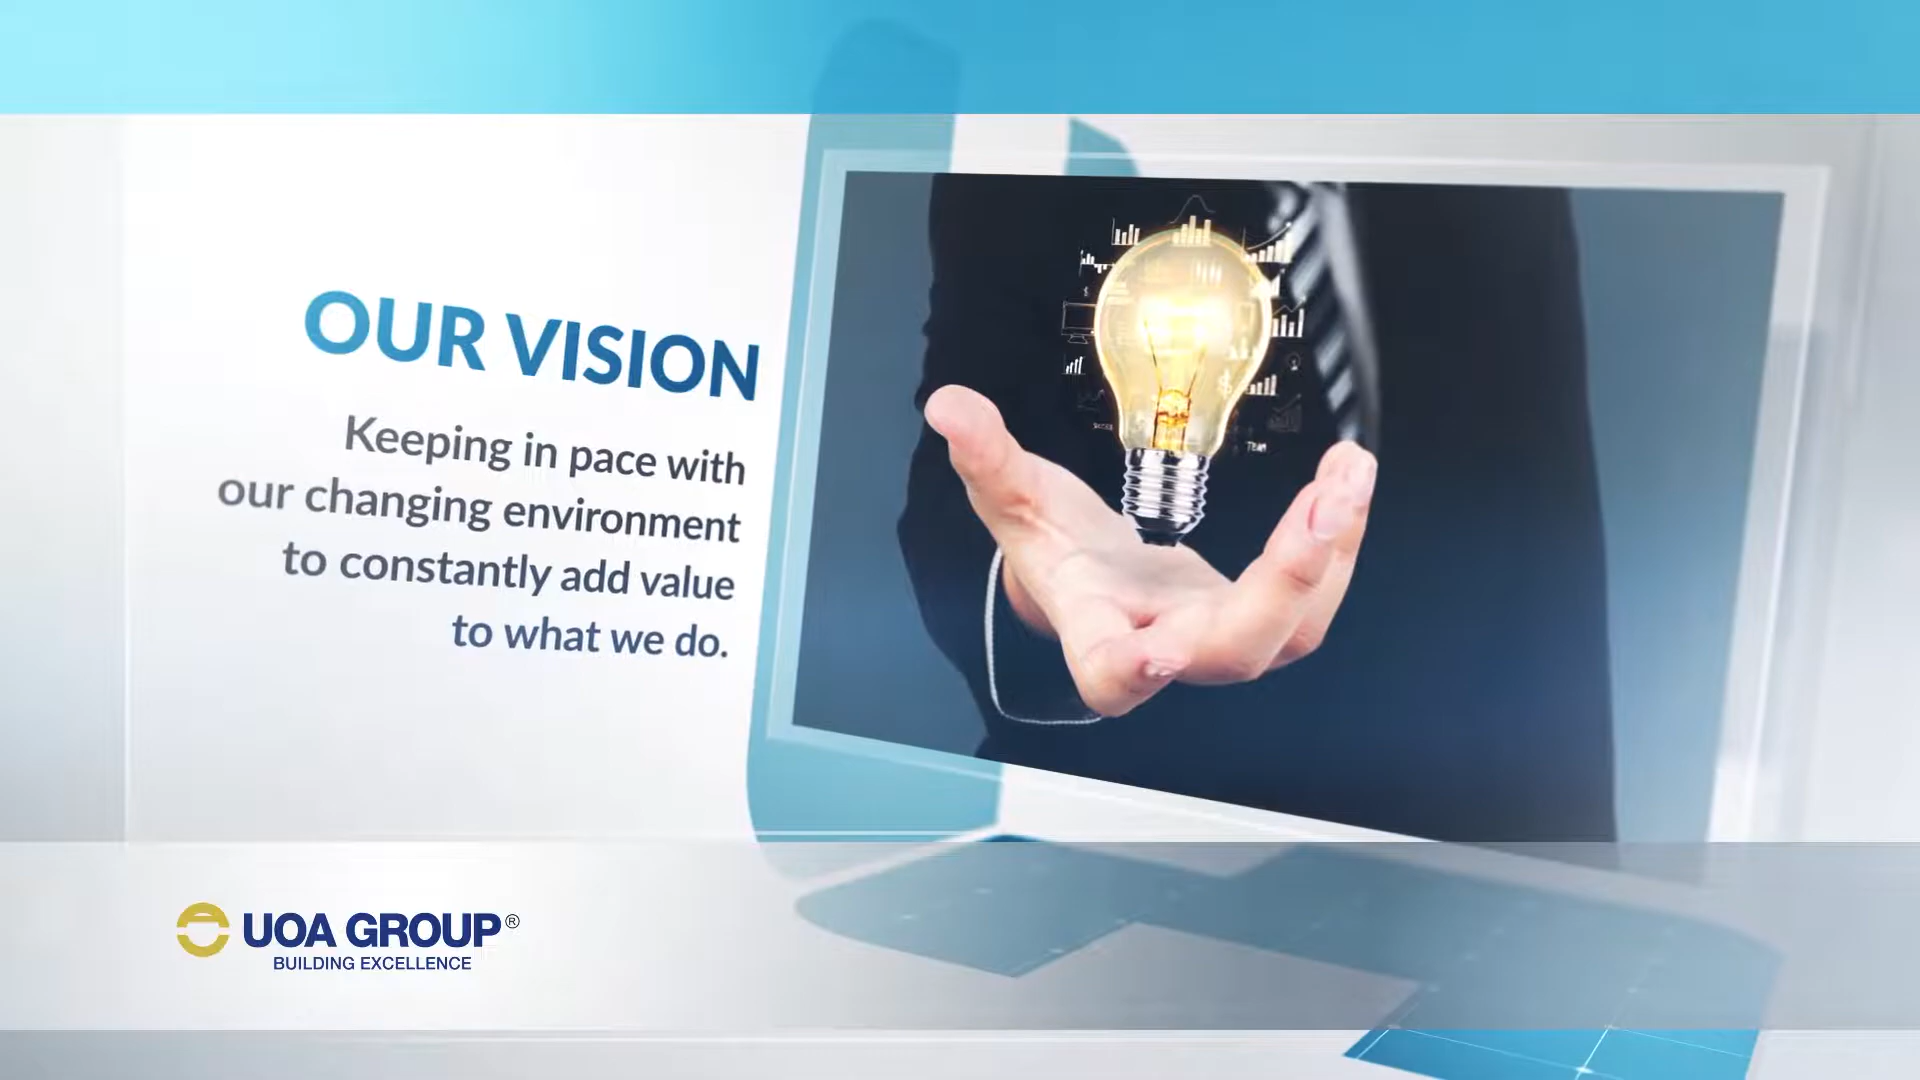 OUR VISION
Keeping in pace with
our changing environment
to constantly add value
to what we do.
$
$
TEAM
UOA GROUP®
BUILDING EXCELLENCE